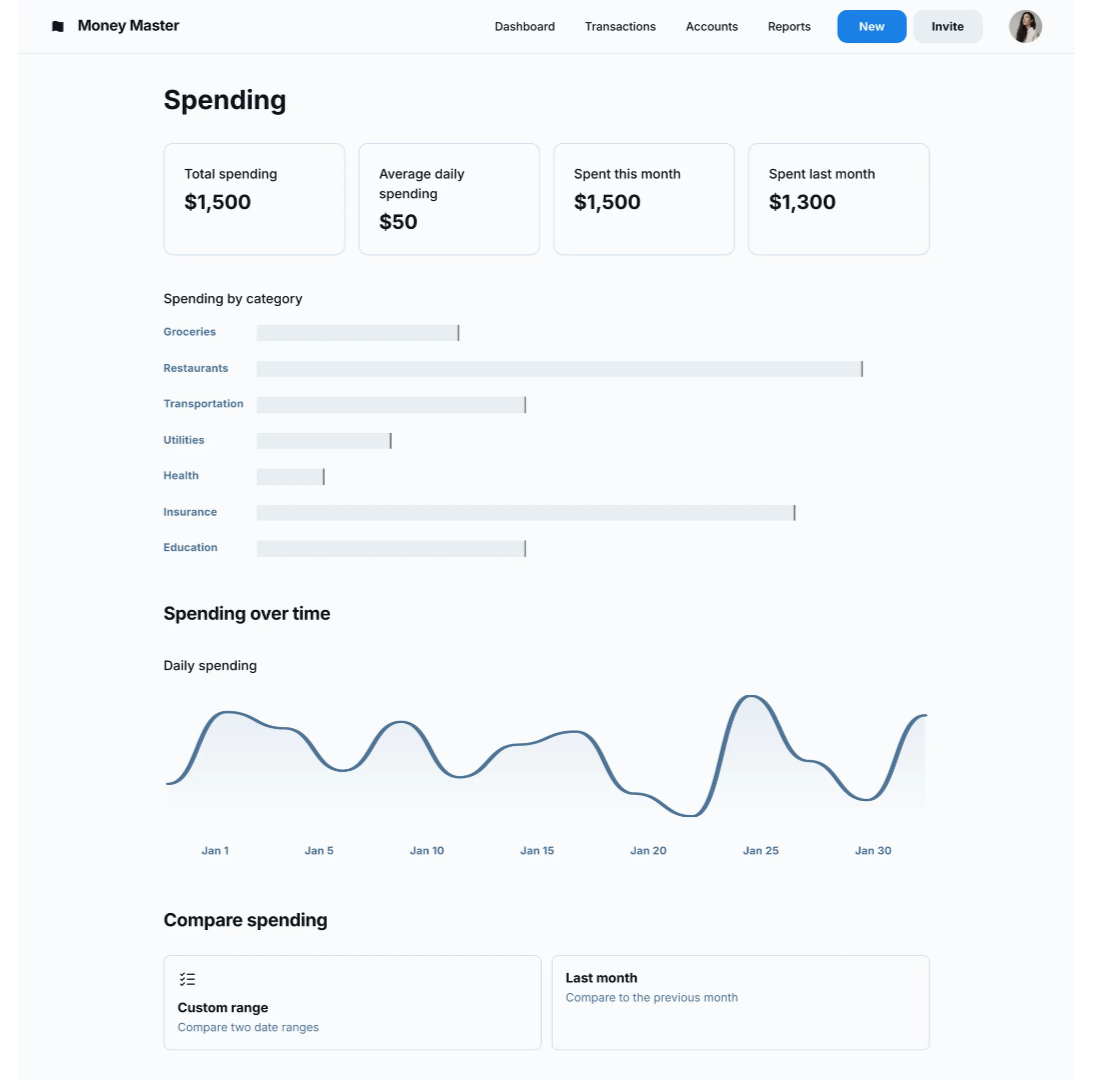 Money Master
Dashboard
Transactions
Accounts
Reports
New
Invite
Spending
Total spending
$1,500
Average daily
spending
$50
Spent this month
$1,500
Spent last month
$1,300
Spending by category
Groceries
Restaurants
Transportation
Utilities
Health
Insurance
Education
Spending over time
Daily spending
Jan 1
Jan 5
Jan 10
Jan 15
Jan 20
Jan 25
Jan 30
Compare spending
Custom range
Compare two date ranges
Last month
Compare to the previous month